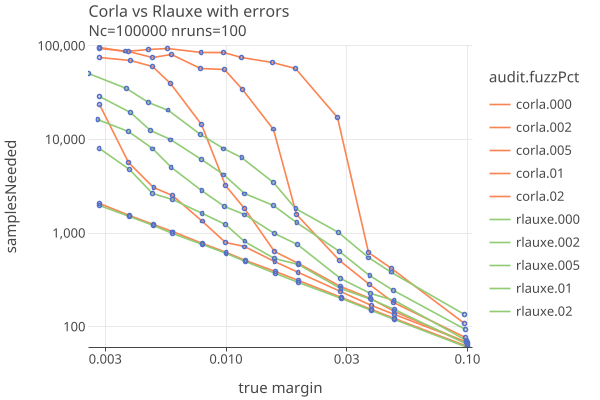 Corla vs Rlauxe with errors
Nc=100000 nruns=100
samplesNeeded
100,000
10,000
1,000
100
0.003
0.010
0.03
0.10
true margin
audit.fuzzPct
corla.000
corla.002
corla.005
corla.01
corla.02
rlauxe.000
rlauxe.002
rlauxe.005
rlauxe.01
rlauxe.02